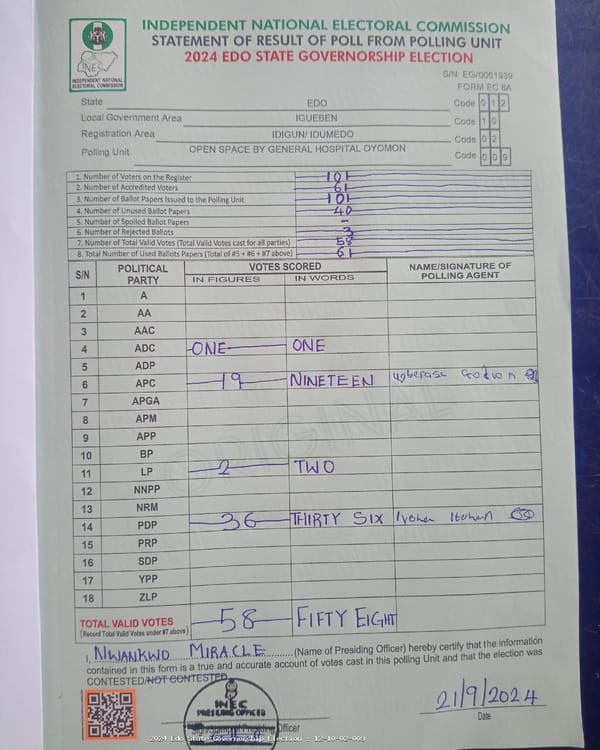 INDEPENDENT NATIONAL ELECTORAL COMMISSION
STATEMENT OF RESULT OF POLL FROM POLLING UNIT
2024 EDO STATE GOVERNORSHIP ELECTION
INEC
INDEPENDENT NATIONAL
ELECTORAL COMMISSION
S/N: EG/0001939
FORM EC 8A
State EDO Code 0 1 2
Local Government Area IGUEBEN Code 1 0
Registration Area IDIGUN/ IDUMEDO Code 0 2
Polling Unit OPEN SPACE BY GENERAL HOSPITAL OYOMON Code 0 0 9
1. Number of Voters on the Register 101
2. Number of Accredited Voters 61
3. Number of Ballot Papers Issued to the Polling Unit 101
4. Number of Unused Ballot Papers 40
5. Number of Spoiled Ballot Papers -
6. Number of Rejected Ballots 3
7. Number of Total Valid Votes (Total Valid Votes cast for all parties) 58
8. Total Number of Used Ballots Papers (Total of #5 + #6 + #7 above) 61
S/N POLITICAL PARTY VOTES SCORED NAME/SIGNATURE OF POLLING AGENT
IN FIGURES IN WORDS
1 A
2 AA
3 AAC
4 ADC ONE ONE
5 ADP
6 APC 19 NINETEEN
7 APGA
8 APM
9 APP
10 BP
11 LP 2 TWO
12 NNPP
13 NRM
14 PDP 36 THIRTY SIX
15 PRP
16 SDP
17 YPP
18 ZLP
ORIGINAL
TOTAL VALID VOTES 58 FIFTY EIGHT
(Record Total Valid Votes under #7 above)
I, NWANKWO MIRACLE (Name of Presiding Officer) hereby certify that the information
contained in this form is a true and accurate account of votes cast in this polling Unit and that the election was
CONTESTED/NOT CONTESTED
INEC
PRESIDING OFFICER
Officer
21/9/2024
Date
2024 Edo State Governorship Election - 12-10-02-009